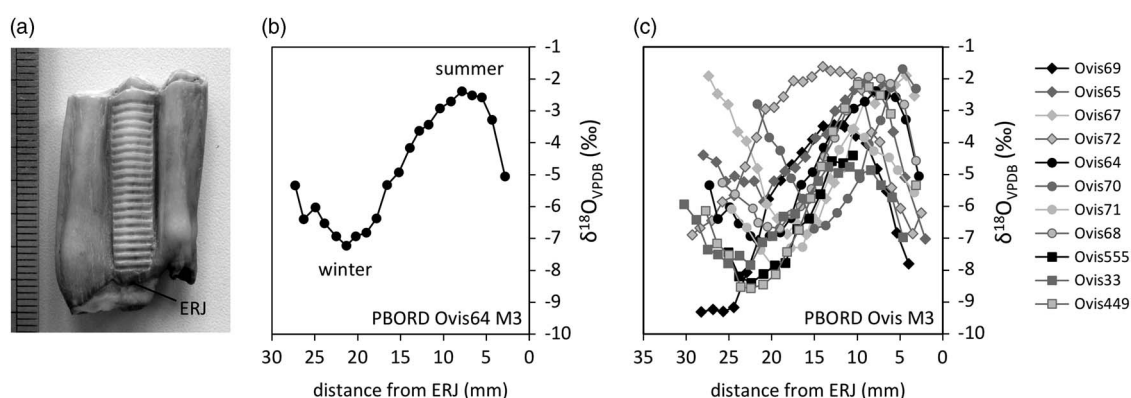 (a)
ERJ
(b)
summer
winter
PBORD Ovis64 M3
-1
-2
-3
-4
-5
-6
-7
-8
-9
-10
δ18OVPDB (‰)
30 25 20 15 10 5 0
distance from ERJ (mm)
(c)
PBORD Ovis M3
-1
-2
-3
-4
-5
-6
-7
-8
-9
-10
δ18OVPDB (‰)
35 30 25 20 15 10 5 0
distance from ERJ (mm)
Ovis69
Ovis65
Ovis67
Ovis72
Ovis64
Ovis70
Ovis71
Ovis68
Ovis555
Ovis33
Ovis449